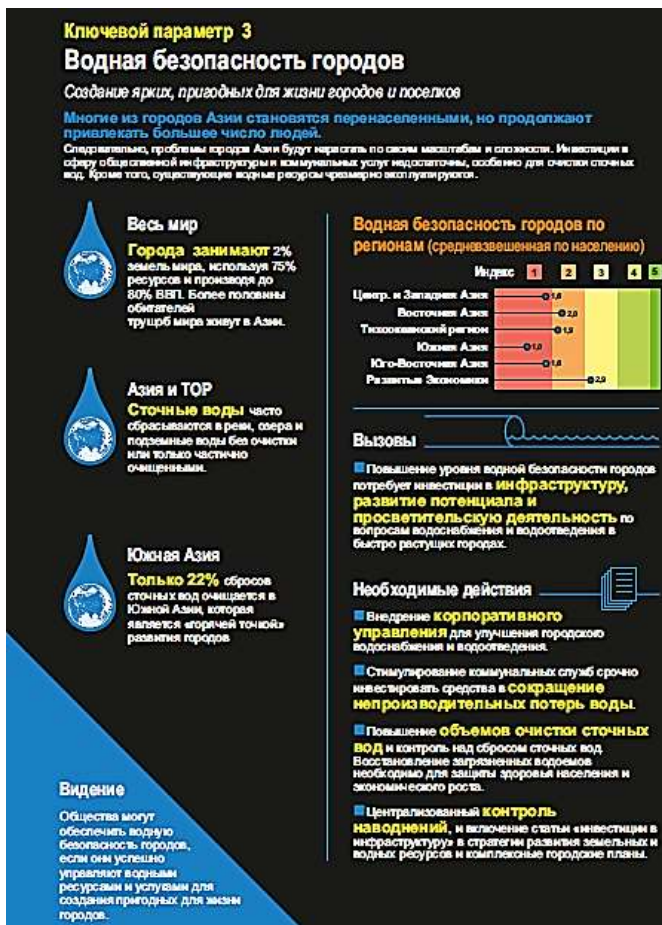 Ключевой параметр 3
Водная безопасность городов
Создание ярких, пригодных для жизни городов и поселков
Многие из городов Азии становятся перенаселенными, но продолжают
привлекать большее число людей.
Следовательно, проблемы городов Азии будут нарастать по своим масштабам и сложности. Инвестиции в
сферу общественной инфраструктуры и коммунальных услуг недостаточны, особенно для очистки сточных
вод. Кроме того, существующие водные ресурсы чрезмерно эксплуатируются.
Весь мир
Города занимают 2%
земель мира, используя 75%
ресурсов и производя до
80% ВВП. Более половины
обитателей
трущоб мира живут в Азии.
Азия и ТОР
Сточные воды часто
сбрасываются в реки, озера и
подземные воды без очистки
или только частично
очищенными.
Южная Азия
Только 22% сбросов
сточных вод очищается в
Южной Азии, которая
является «горячей точкой»
развития городов
Видение
Общества могут
обеспечить водную
безопасность городов,
если они успешно
управляют водными
ресурсами и услугами для
создания пригодных для жизни
городов.
Водная безопасность городов по
регионам (средневзвешенная по населению)
Индекс 1 2 3 4 5
Центр. и Западная Азия 1,8
Восточная Азия 2,0
Тихоокеанский регион 1,9
Южная Азия 1,0
Юго-Восточная Азия 1,6
Развитые Экономики 2,9
Вызовы
Повышение уровня водной безопасности городов
потребует инвестиции в инфраструктуру,
развитие потенциала и
просветительскую деятельность по
вопросам водоснабжения и водоотведения в
быстро растущих городах.
Необходимые действия
Внедрение корпоративного
управления для улучшения городского
водоснабжения и водоотведения.
Стимулирование коммунальных служб срочно
инвестировать средства в сокращение
непроизводительных потерь воды.
Повышение объемов очистки сточных
вод и контроль над сбросом сточных вод.
Восстановление загрязненных водоемов
необходимо для защиты здоровья населения и
экономического роста.
Централизованный контроль
наводнений, и включение статьи «инвестиции в
инфраструктуру» в стратегии развития земельных и
водных ресурсов и комплексные городские планы.